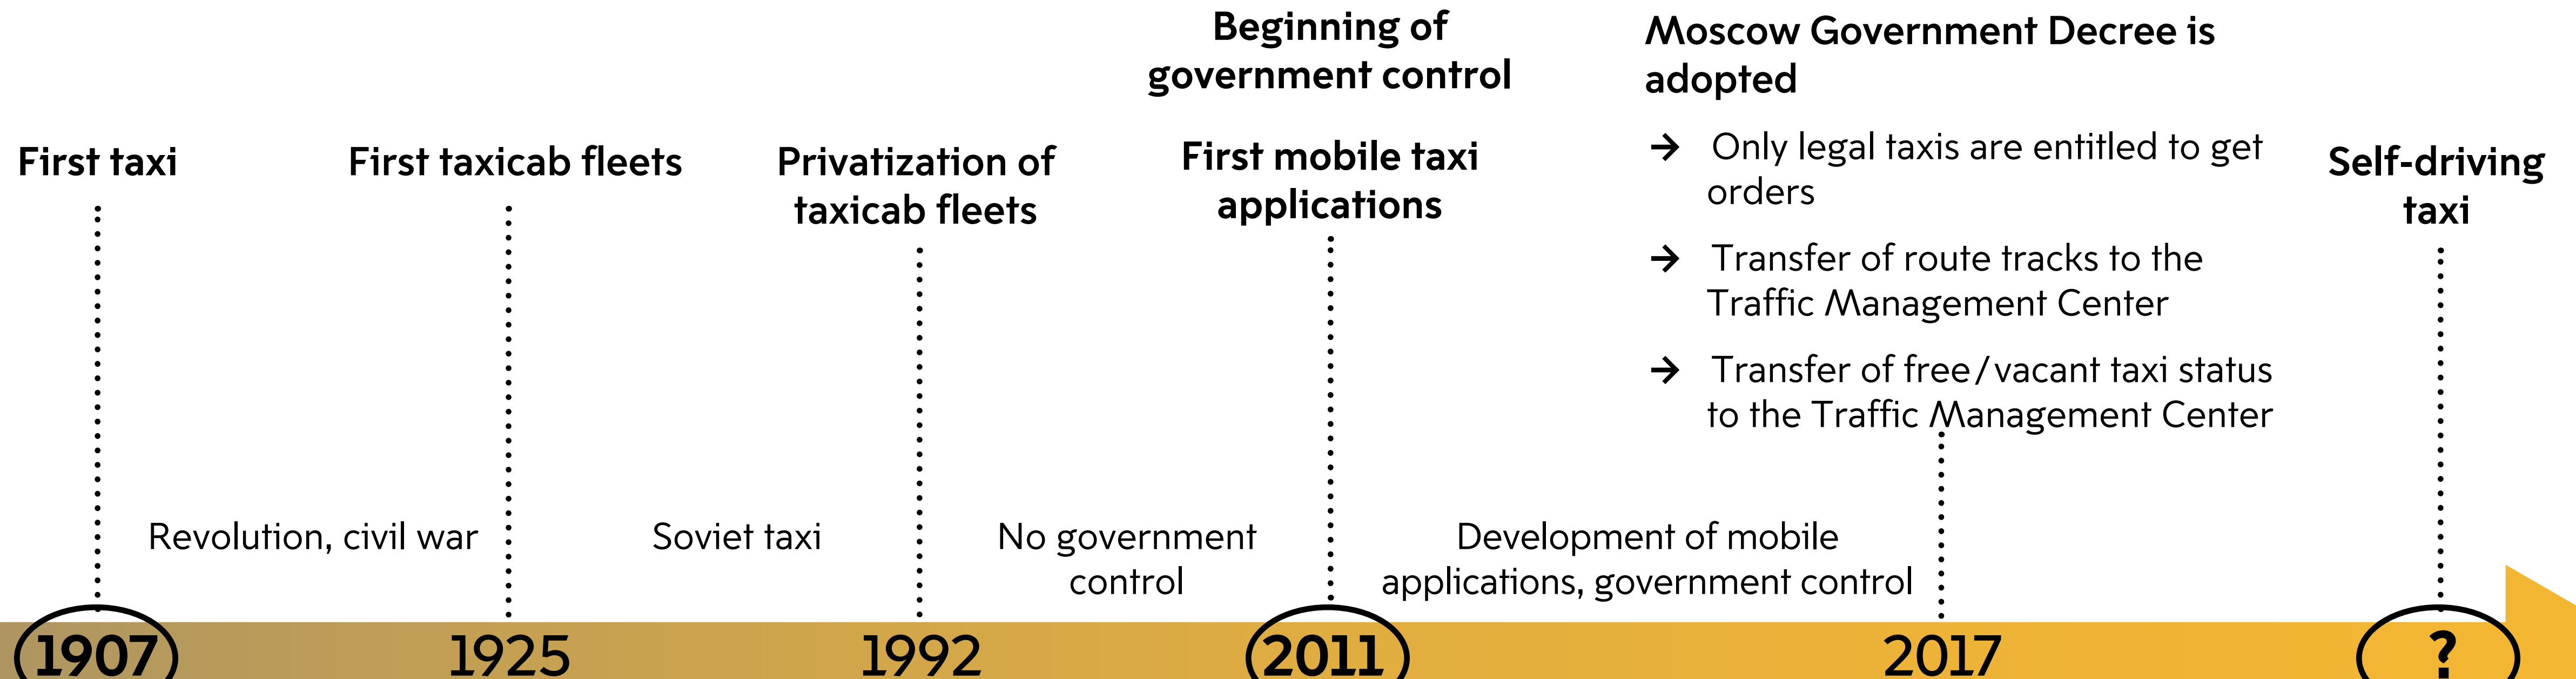 First taxi
First taxicab fleets
Privatization of
taxicab fleets
Beginning of
government control
First mobile taxi
applications
Moscow Government Decree is
adopted
→ Only legal taxis are entitled to get
orders
→ Transfer of route tracks to the
Traffic Management Center
→ Transfer of free/vacant taxi status
to the Traffic Management Center
Self-driving
taxi
Revolution, civil war
Soviet taxi
No government
control
Development of mobile
applications, government control
1907
1925
1992
2011
2017
?